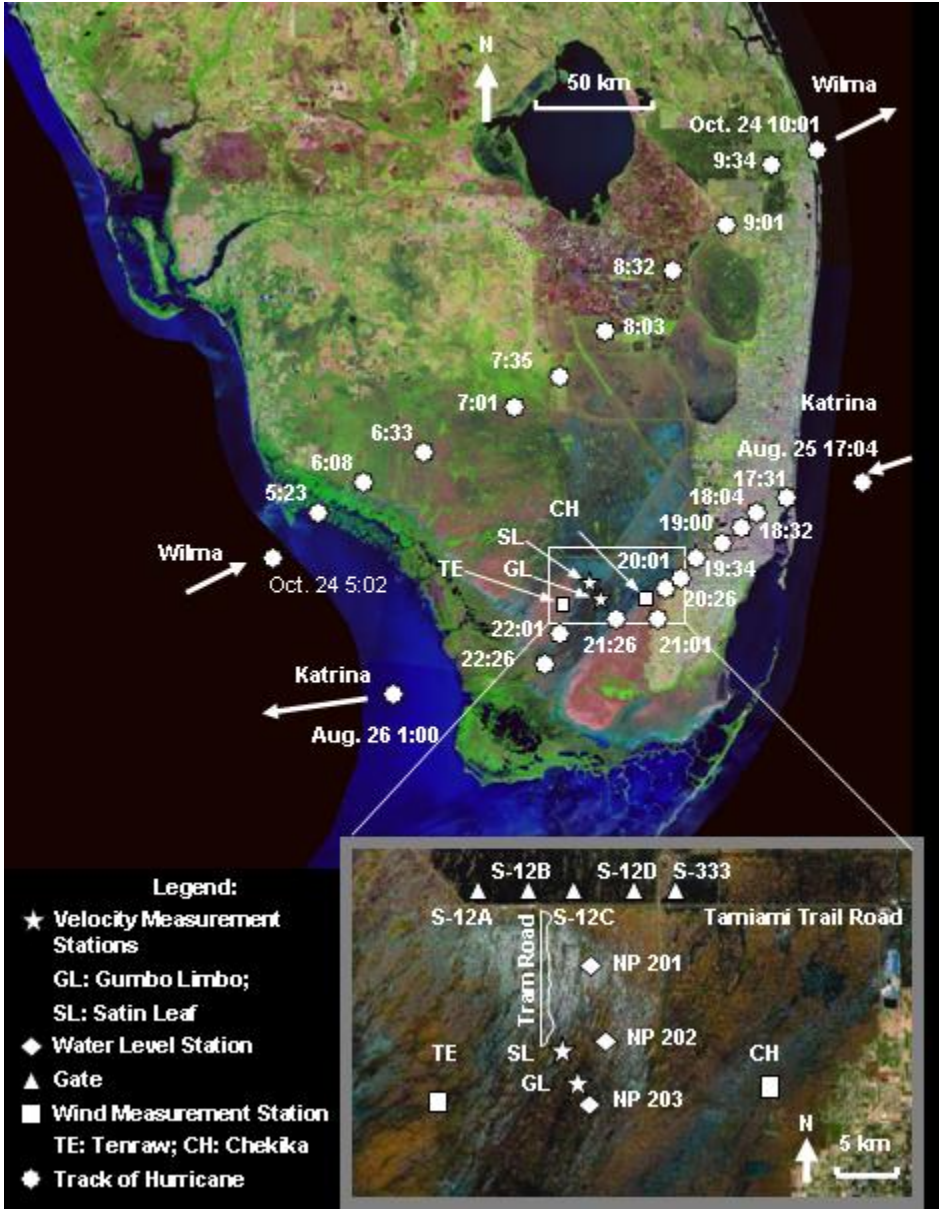 N
50 km
Wilma
Oct. 24 10:01
9:34
9:01
8:32
8:03
7:35
7:01
6:33
6:08
5:23
Wilma
Oct. 24 5:02
Katrina
Aug. 25 17:04
17:31
18:04
18:32
19:00
19:34
20:01
20:26
21:01
21:26
22:01
22:26
CH
SL
GL
TE
Katrina
Aug. 26 1:00
Legend:
Velocity Measurement
Stations
GL: Gumbo Limbo;
SL: Satin Leaf
Water Level Station
Gate
Wind Measurement Station
TE: Tenraw; CH: Chekika
Track of Hurricane
S-12B
S-12D
S-333
S-12A
S-12C
Tamiami Trail Road
Tram Road
NP 201
NP 202
TE
SL
CH
GL
NP 203
N
5 km